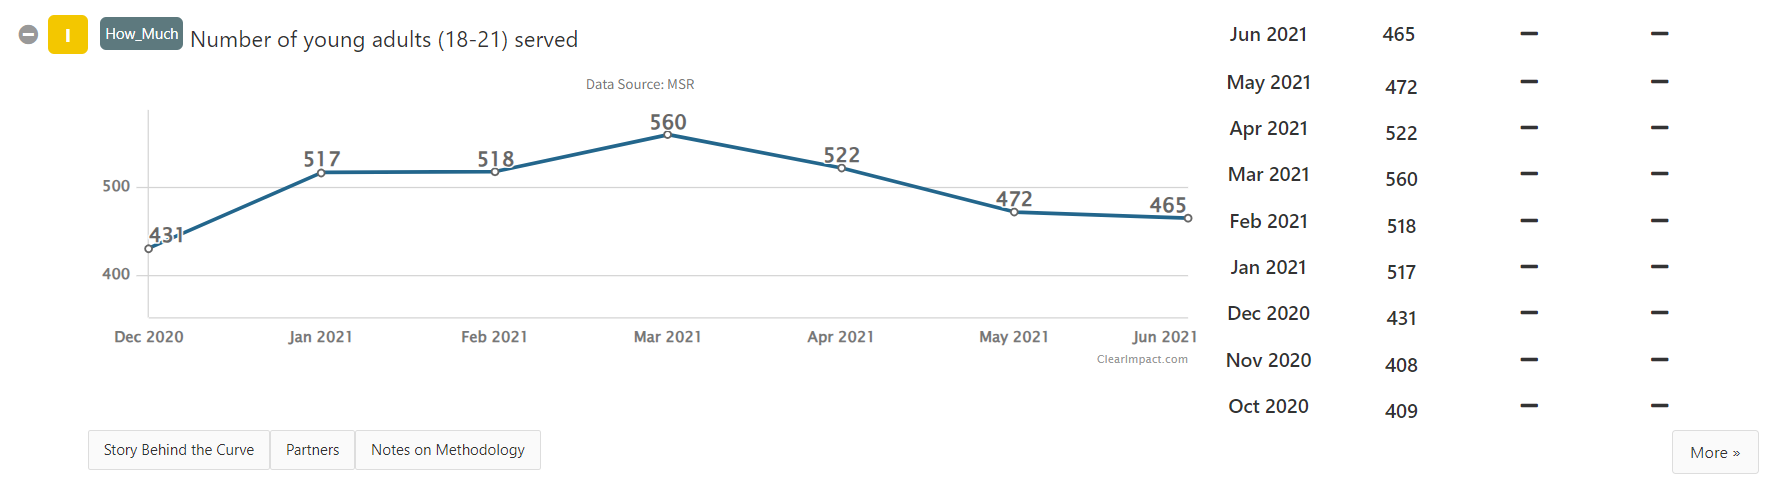 I
How_Much
Number of young adults (18-21) served
Data Source: MSR
500
400
431
517
518
560
522
472
465
Dec 2020
Jan 2021
Feb 2021
Mar 2021
Apr 2021
May 2021
Jun 2021
ClearImpact.com
Story Behind the Curve
Partners
Notes on Methodology
Jun 2021 465 – –
May 2021 472 – –
Apr 2021 522 – –
Mar 2021 560 – –
Feb 2021 518 – –
Jan 2021 517 – –
Dec 2020 431 – –
Nov 2020 408 – –
Oct 2020 409 – –
More »